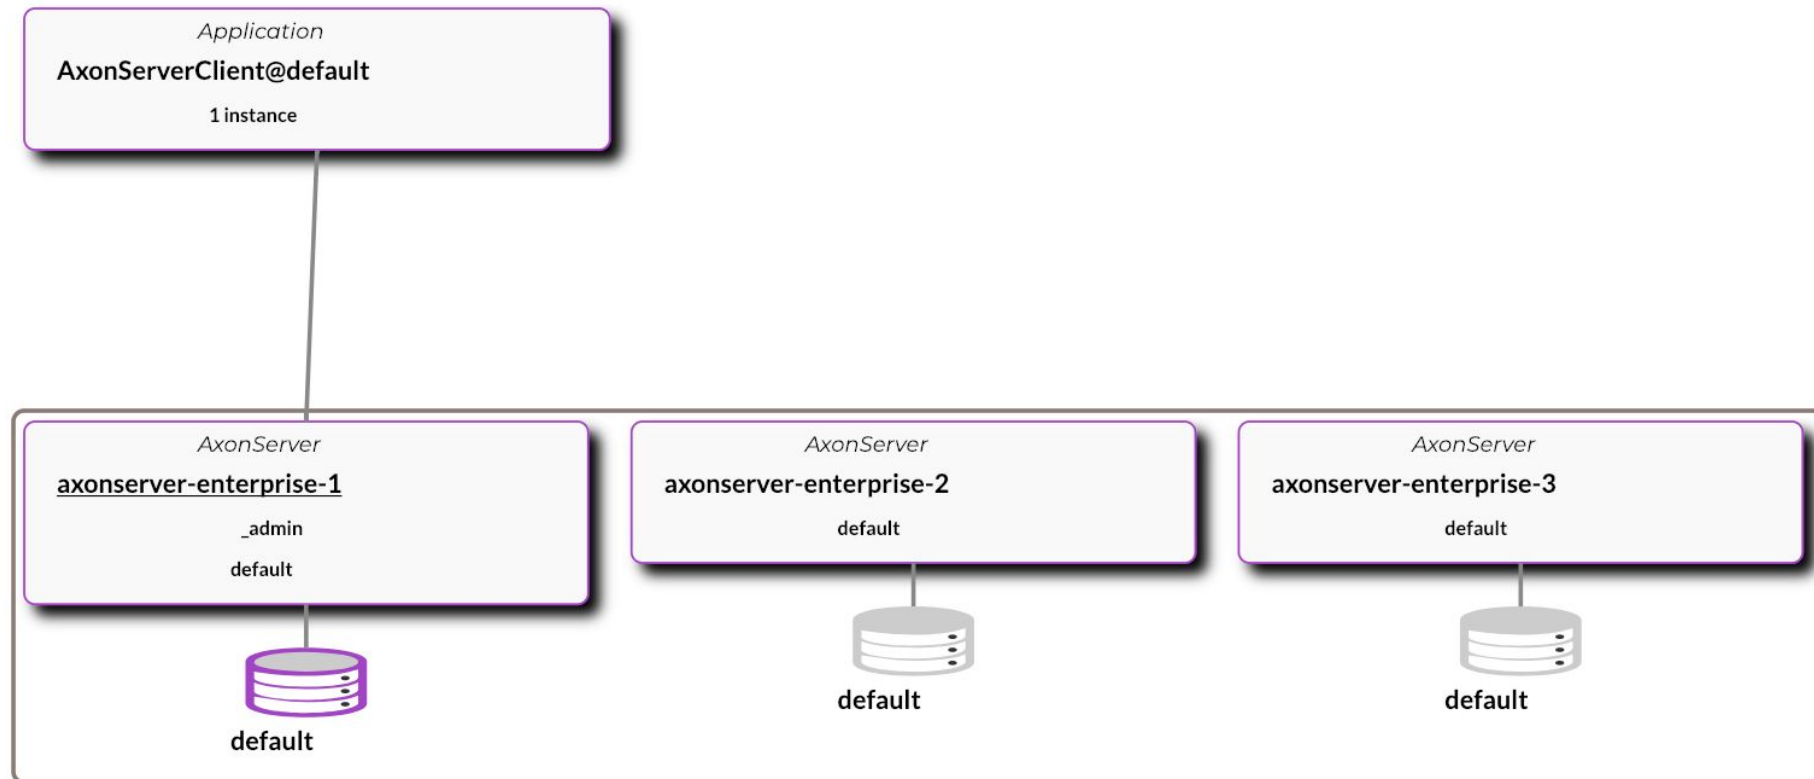 Application
AxonServerClient@default
1 instance
AxonServer
axonserver-enterprise-1
_admin
default
default
AxonServer
axonserver-enterprise-2
default
default
AxonServer
axonserver-enterprise-3
default
default